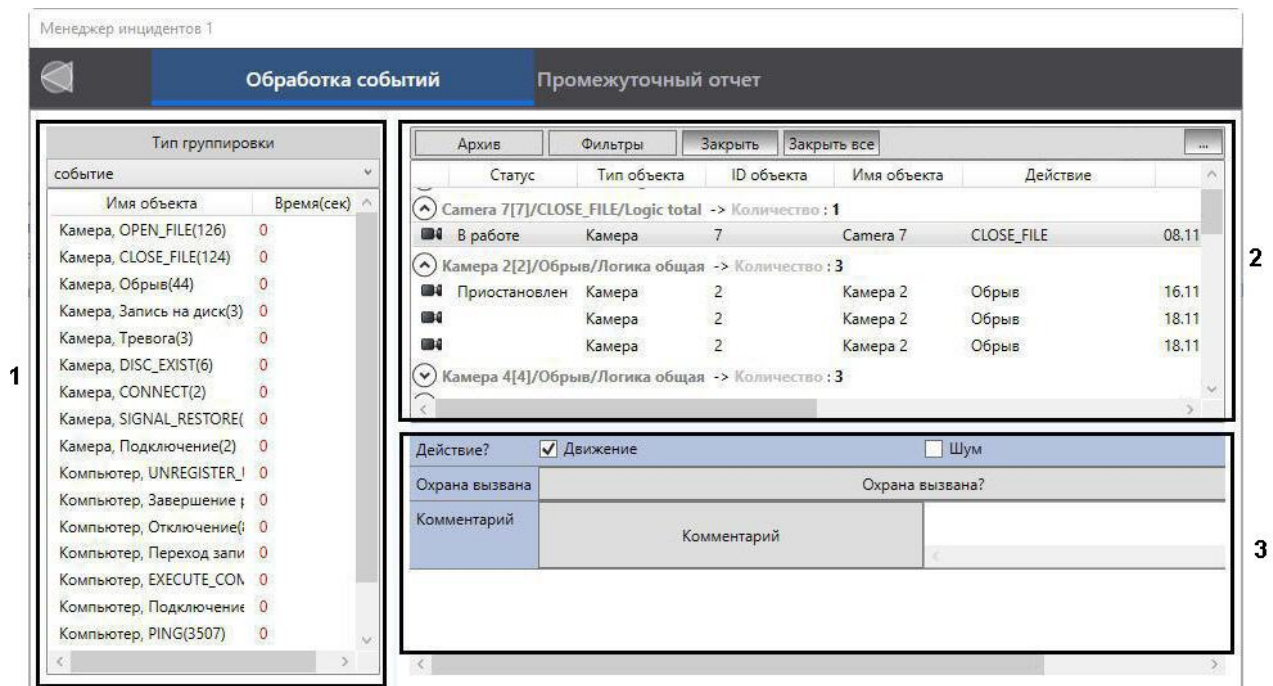 Менеджер инцидентов 1
Обработка событий Промежуточный отчет
1
Тип группировки
событие
Имя объекта Время(сек)
Камера, OPEN_FILE(126) 0
Камера, CLOSE_FILE(124) 0
Камера, Обрыв(44) 0
Камера, Запись на диск(3) 0
Камера, Тревога(3) 0
Камера, DISC_EXIST(6) 0
Камера, CONNECT(2) 0
Камера, SIGNAL_RESTORE( 0
Камера, Подключение(2) 0
Компьютер, UNREGISTER_ 0
Компьютер, Завершение 0
Компьютер, Отключение( 0
Компьютер, Переход запи 0
Компьютер, EXECUTE_COM 0
Компьютер, Подключение 0
Компьютер, PING(3507) 0
2
Архив Фильтры Закрыть Закрыть все ...
Статус Тип объекта ID объекта Имя объекта Действие
Camera 7[7]/CLOSE_FILE/Logic total -> Количество : 1
В работе Камера 7 Camera 7 CLOSE_FILE 08.11
Камера 2[2]/Обрыв/Логика общая -> Количество : 3
Приостановлен Камера 2 Камера 2 Обрыв 16.11
Камера 2 Камера 2 Обрыв 18.11
Камера 2 Камера 2 Обрыв 18.11
Камера 4[4]/Обрыв/Логика общая -> Количество : 3
3
Действие? Движение Шум
Охрана вызвана Охрана вызвана?
Комментарий Комментарий